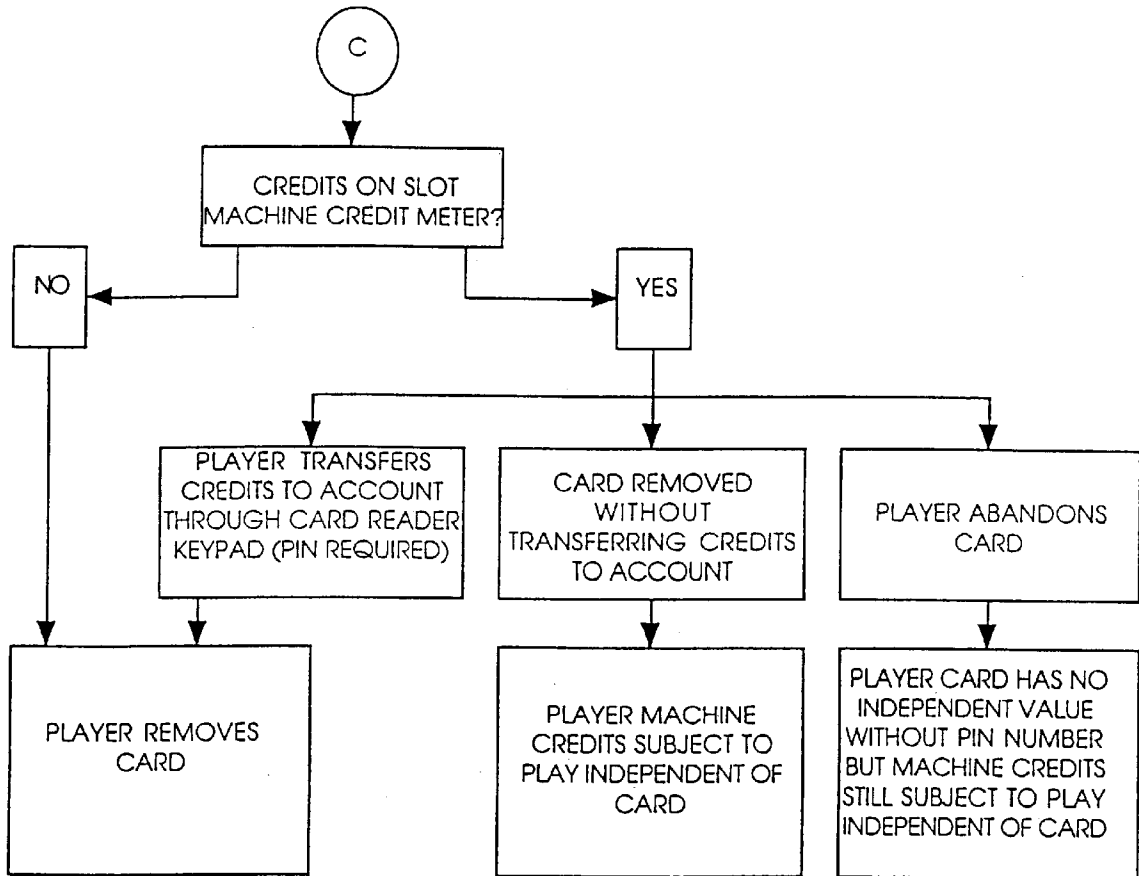 C
CREDITS ON SLOT
MACHINE CREDIT METER?
NO
YES
PLAYER TRANSFERS
CREDITS TO ACCOUNT
THROUGH CARD READER
KEYPAD (PIN REQUIRED)
CARD REMOVED
WITHOUT
TRANSFERRING CREDITS
TO ACCOUNT
PLAYER ABANDONS
CARD
PLAYER REMOVES
CARD
PLAYER MACHINE
CREDITS SUBJECT TO
PLAY INDEPENDENT OF
CARD
PLAYER CARD HAS NO
INDEPENDENT VALUE
WITHOUT PIN NUMBER
BUT MACHINE CREDITS
STILL SUBJECT TO PLAY
INDEPENDENT OF CARD